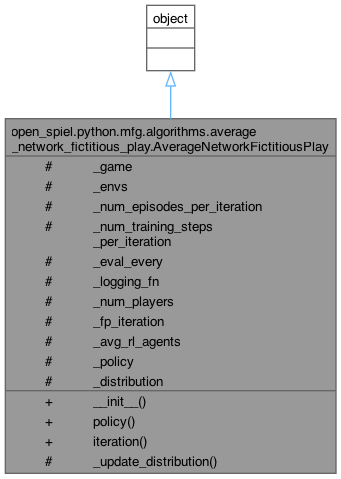 object
open_spiel.python.mfg.algorithms.average
_network_fictitious_play.AverageNetworkFictitiousPlay
# _game
# _envs
# _num_episodes_per_iteration
# _num_training_steps
_per_iteration
# _eval_every
# _logging_fn
# _num_players
# _fp_iteration
# _avg_rl_agents
# _policy
# _distribution
+ __init__()
+ policy()
+ iteration()
# _update_distribution()